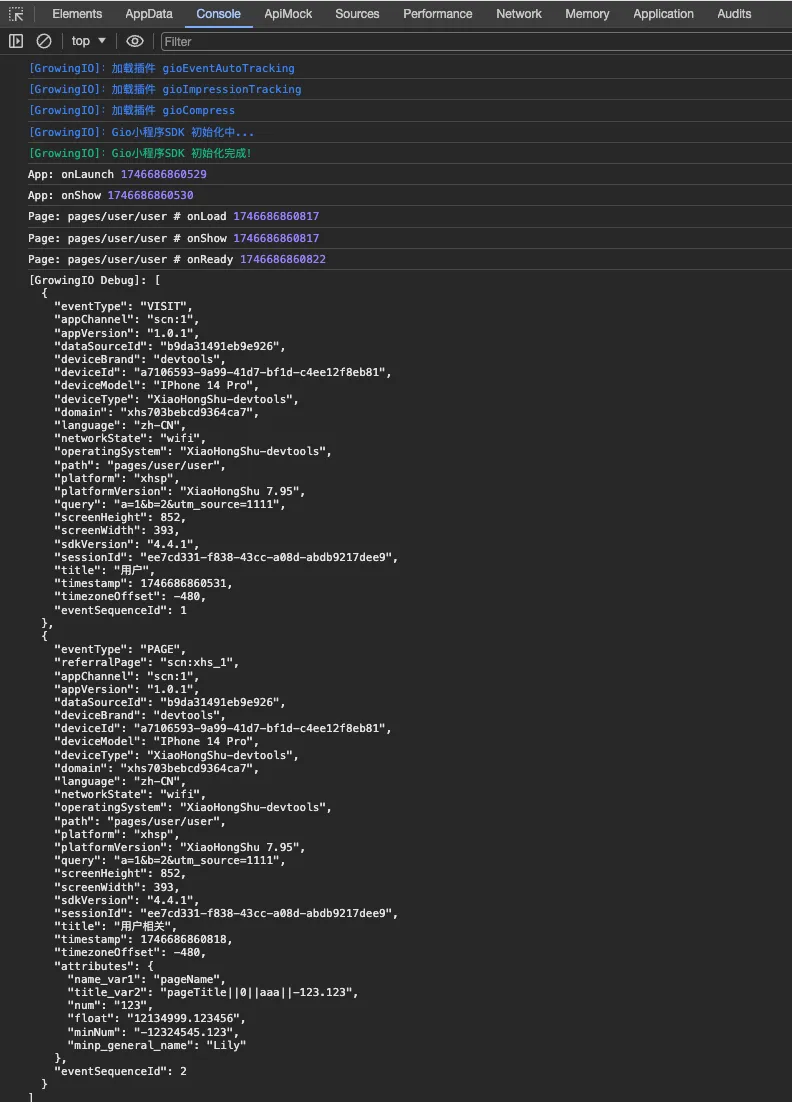 Elements AppData Console ApiMock Sources Performance Network Memory Application Audits
top Filter
[GrowingIO]: 加载插件 gioEventAutoTracking
[GrowingIO]: 加载插件 gioImpressionTracking
[GrowingIO]: 加载插件 gioCompress
[GrowingIO]: Gio小程序SDK 初始化中...
[GrowingIO]: Gio小程序SDK 初始化完成!
App: onLaunch 1746686860529
App: onShow 1746686860530
Page: pages/user/user # onLoad 1746686860817
Page: pages/user/user # onShow 1746686860817
Page: pages/user/user # onReady 1746686860822
[GrowingIO Debug]: [
  {
    "eventType": "VISIT",
    "appChannel": "scn:1",
    "appVersion": "1.0.1",
    "dataSourceId": "b9da31491eb9e926",
    "deviceBrand": "devtools",
    "deviceId": "a7106593-9a99-41d7-bf1d-c4ee12f8eb81",
    "deviceModel": "IPhone 14 Pro",
    "deviceType": "XiaoHongShu-devtools",
    "domain": "xhs703bebcd9364ca7",
    "language": "zh-CN",
    "networkState": "wifi",
    "operatingSystem": "XiaoHongShu-devtools",
    "path": "pages/user/user",
    "platform": "xhsp",
    "platformVersion": "XiaoHongShu 7.95",
    "query": "a=1&b=2&utm_source=1111",
    "screenHeight": 852,
    "screenWidth": 393,
    "sdkVersion": "4.4.1",
    "sessionId": "ee7cd331-f838-43cc-a08d-abdb9217dee9",
    "title": "用户",
    "timestamp": 1746686860531,
    "timezoneOffset": -480,
    "eventSequenceId": 1
  },
  {
    "eventType": "PAGE",
    "referralPage": "scn:xhs_1",
    "appChannel": "scn:1",
    "appVersion": "1.0.1",
    "dataSourceId": "b9da31491eb9e926",
    "deviceBrand": "devtools",
    "deviceId": "a7106593-9a99-41d7-bf1d-c4ee12f8eb81",
    "deviceModel": "IPhone 14 Pro",
    "deviceType": "XiaoHongShu-devtools",
    "domain": "xhs703bebcd9364ca7",
    "language": "zh-CN",
    "networkState": "wifi",
    "operatingSystem": "XiaoHongShu-devtools",
    "path": "pages/user/user",
    "platform": "xhsp",
    "platformVersion": "XiaoHongShu 7.95",
    "query": "a=1&b=2&utm_source=1111",
    "screenHeight": 852,
    "screenWidth": 393,
    "sdkVersion": "4.4.1",
    "sessionId": "ee7cd331-f838-43cc-a08d-abdb9217dee9",
    "title": "用户相关",
    "timestamp": 1746686860818,
    "timezoneOffset": -480,
    "attributes": {
      "name_var1": "pageName",
      "title_var2": "pageTitle||0||aaa||-123.123",
      "num": "123",
      "float": "12134999.123456",
      "minNum": "-12324545.123",
      "minp_general_name": "Lily"
    },
    "eventSequenceId": 2
  }
]